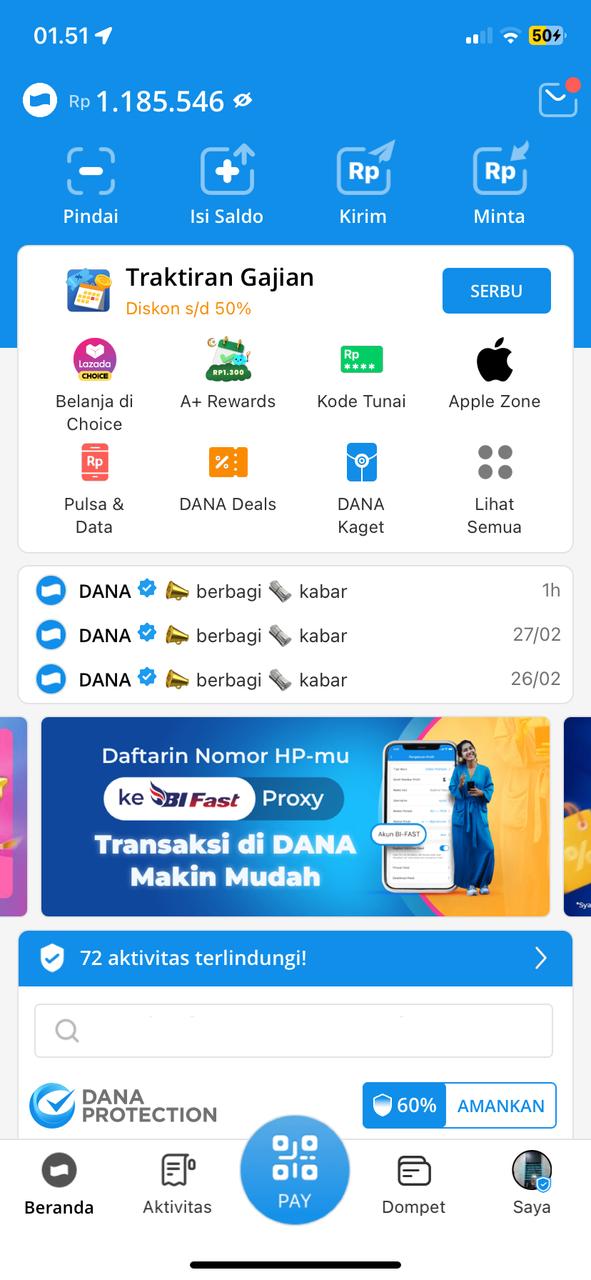 01.51
50
Rp 1.185.546
Rp
Rp
Pindai
Isi Saldo
Kirim
Minta
Traktiran Gajian
Diskon s/d 50%
SERBU
Lazada
CHOICE
RP1.300
Rp
****
Belanja di
Choice
A+ Rewards
Kode Tunai
Apple Zone
Rp
%
Pulsa &
Data
DANA Deals
DANA
Kaget
Lihat
Semua
DANA berbagi kabar 1h
DANA berbagi kabar 27/02
DANA berbagi kabar 26/02
Daftarin Nomor HP-mu
ke BI Fast Proxy
Transaksi di DANA
Makin Mudah
Akun BI-FAST
72 aktivitas terlindungi!
DANA
PROTECTION
60% AMANKAN
PAY
Beranda
Aktivitas
Dompet
Saya